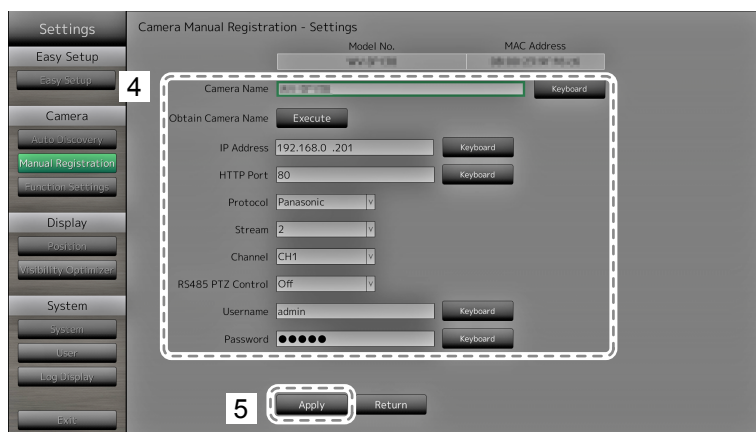 Settings
Camera Manual Registration - Settings
Easy Setup
Easy Setup
Camera
Auto Discovery
Manual Registration
Function Settings
Display
Position
Visibility Optimizer
System
System
User
Log Display
Exit
Model No.
MAC Address
4
Camera Name
Keyboard
Obtain Camera Name
Execute
IP Address
192.168.0 .201
Keyboard
HTTP Port
80
Keyboard
Protocol
Panasonic
Stream
2
Channel
CH1
RS485 PTZ Control
Off
Username
admin
Keyboard
Password
●●●●●
Keyboard
5
Apply
Return